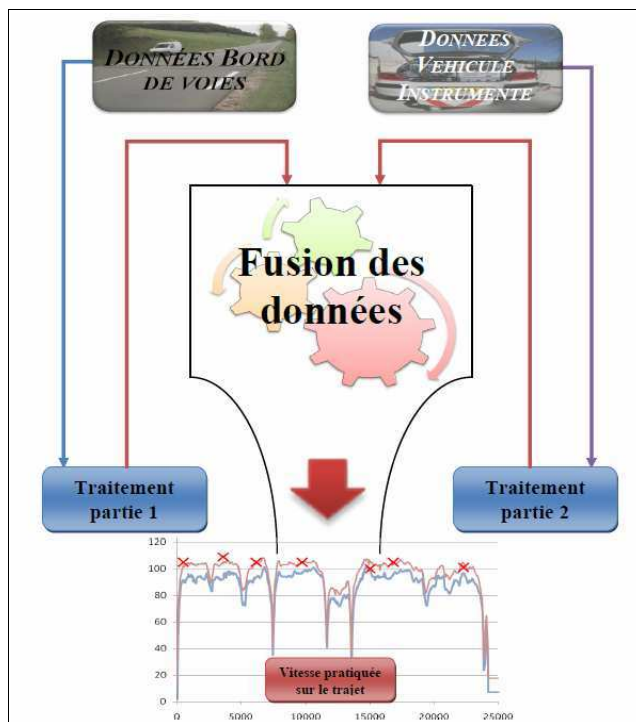 DONNÉES BORD
DE VOIES
DONNEES
VEHICULE
INSTRUMENTE
Fusion des
données
Traitement
partie 1
Traitement
partie 2
120
100
80
60
40
20
0
Vitesse pratiquée
sur le trajet
0
5000
10000
15000
20000
25000